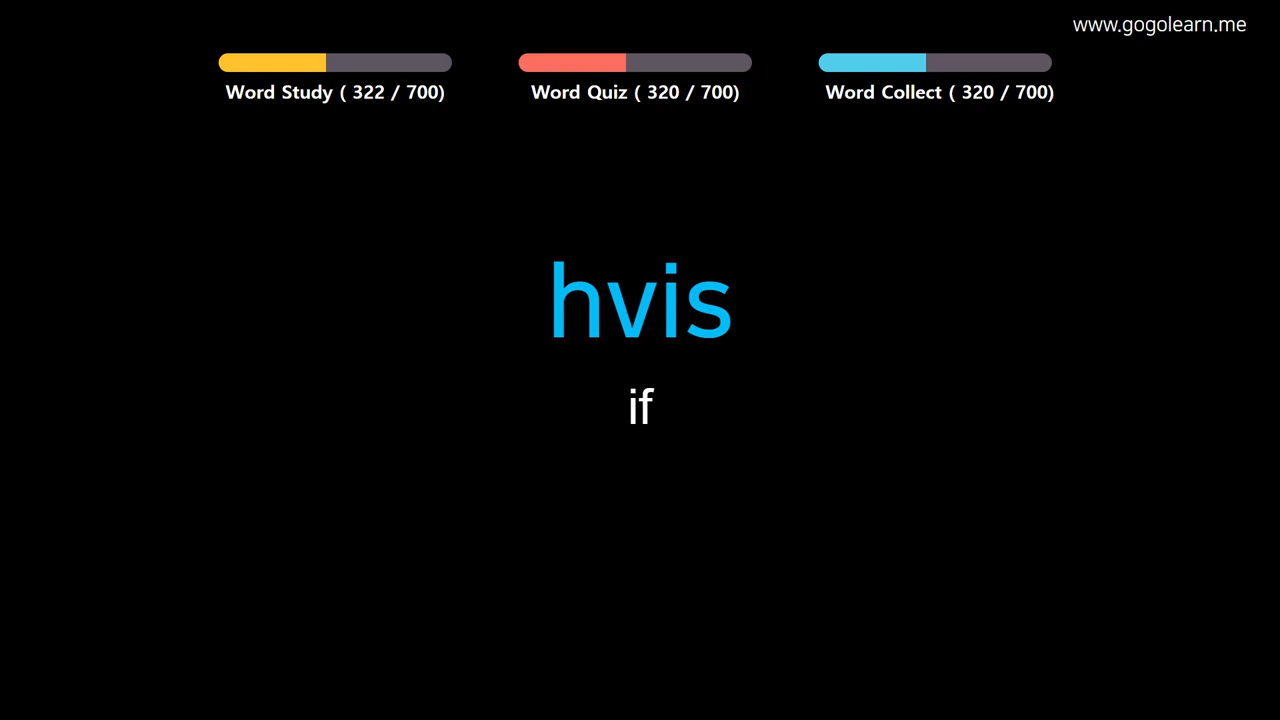 www.gogolearn.me
Word Study ( 322 / 700)
Word Quiz ( 320 / 700)
Word Collect ( 320 / 700)
hvis
if